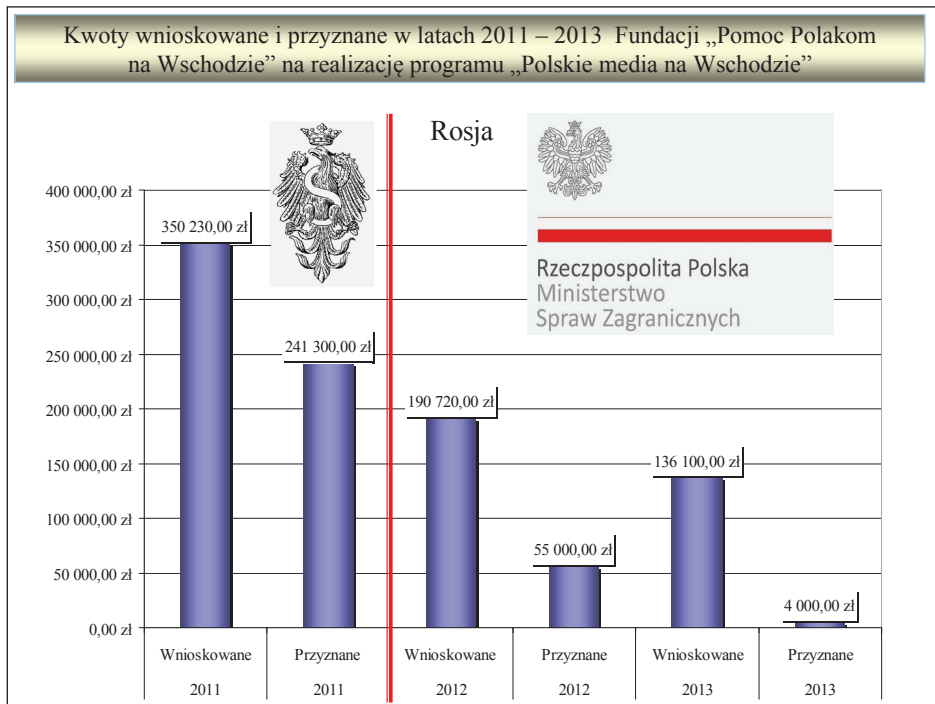 Kwoty wnioskowane i przyznane w latach 2011 – 2013 Fundacji „Pomoc Polakom
na Wschodzie” na realizację programu „Polskie media na Wschodzie”
Rosja
Rzeczpospolita Polska
Ministerstwo
Spraw Zagranicznych
400 000,00 zł
350 000,00 zł
300 000,00 zł
250 000,00 zł
200 000,00 zł
150 000,00 zł
100 000,00 zł
50 000,00 zł
0,00 zł
350 230,00 zł
241 300,00 zł
190 720,00 zł
55 000,00 zł
136 100,00 zł
4 000,00 zł
Wnioskowane Przyznane Wnioskowane Przyznane Wnioskowane Przyznane
2011 2011 2012 2012 2013 2013